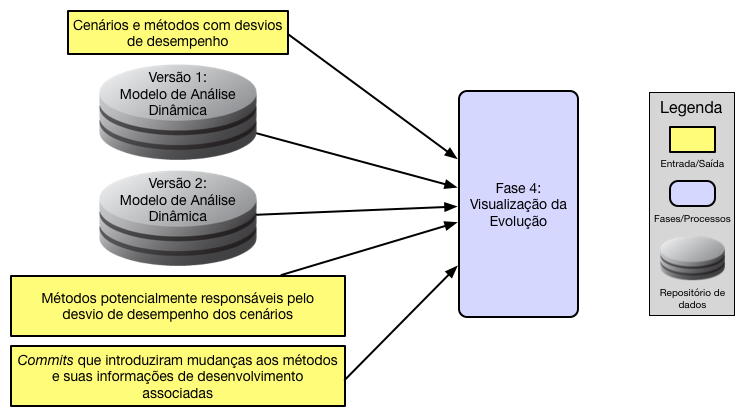 Cenários e métodos com desvios
de desempenho
Versão 1:
Modelo de Análise
Dinâmica
Versão 2:
Modelo de Análise
Dinâmica
Métodos potencialmente responsáveis pelo
desvio de desempenho dos cenários
Commits que introduziram mudanças aos métodos
e suas informações de desenvolvimento
associadas
Fase 4:
Visualização da
Evolução
Legenda
Entrada/Saída
Fases/Processos
Repositório de
dados